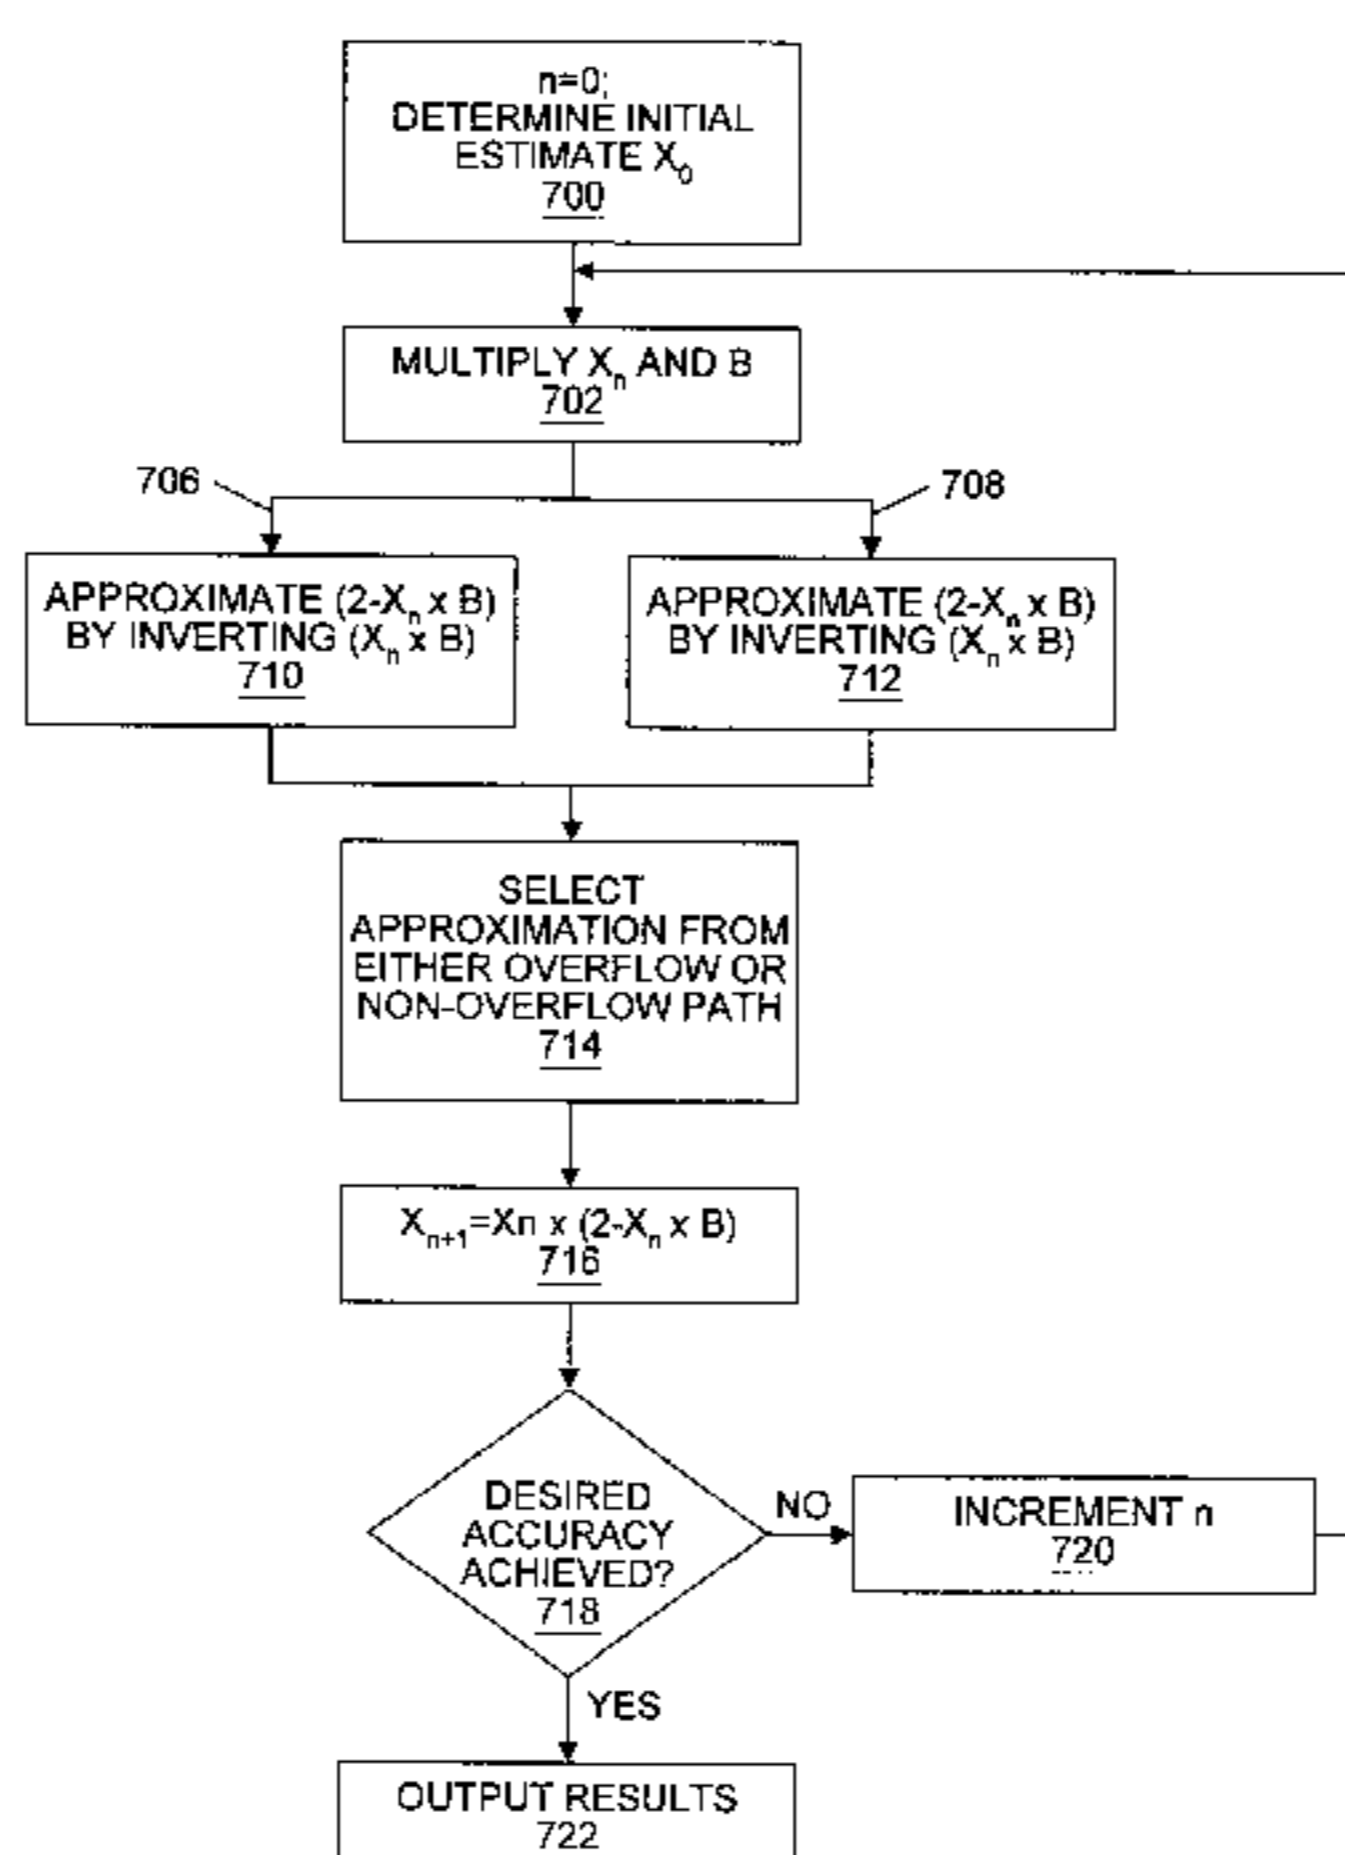 n=0;
DETERMINE INITIAL
ESTIMATE X₀
700
MULTIPLY Xₙ AND B
702
706
708
APPROXIMATE (2-Xₙ x B)
BY INVERTING (Xₙ x B)
710
APPROXIMATE (2-Xₙ x B)
BY INVERTING (Xₙ x B)
712
SELECT
APPROXIMATION FROM
EITHER OVERFLOW OR
NON-OVERFLOW PATH
714
Xₙ₊₁=Xn x (2-Xₙ x B)
716
DESIRED
ACCURACY
ACHIEVED?
718
NO
INCREMENT n
720
YES
OUTPUT RESULTS
722